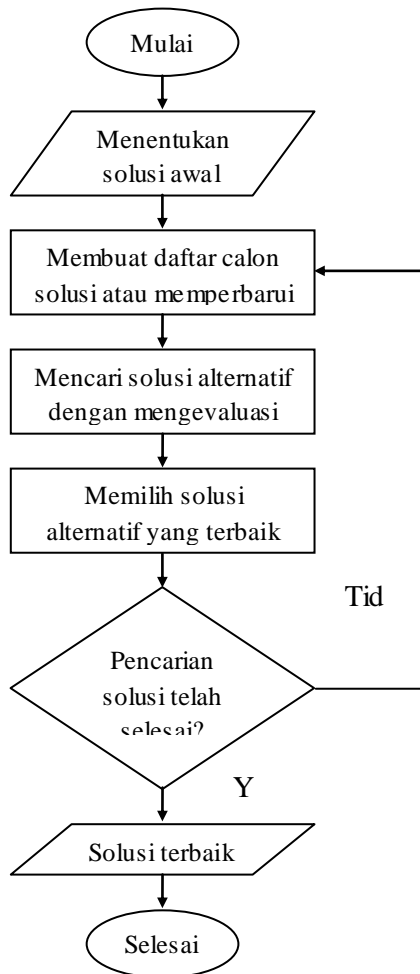 Mulai
Menentukan
solusi awal
Membuat daftar calon
solusi atau memperbarui
Mencari solusi alternatif
dengan mengevaluasi
Memilih solusi
alternatif yang terbaik
Tid
Pencarian
solusi telah
selesai?
Y
Solusi terbaik
Selesai